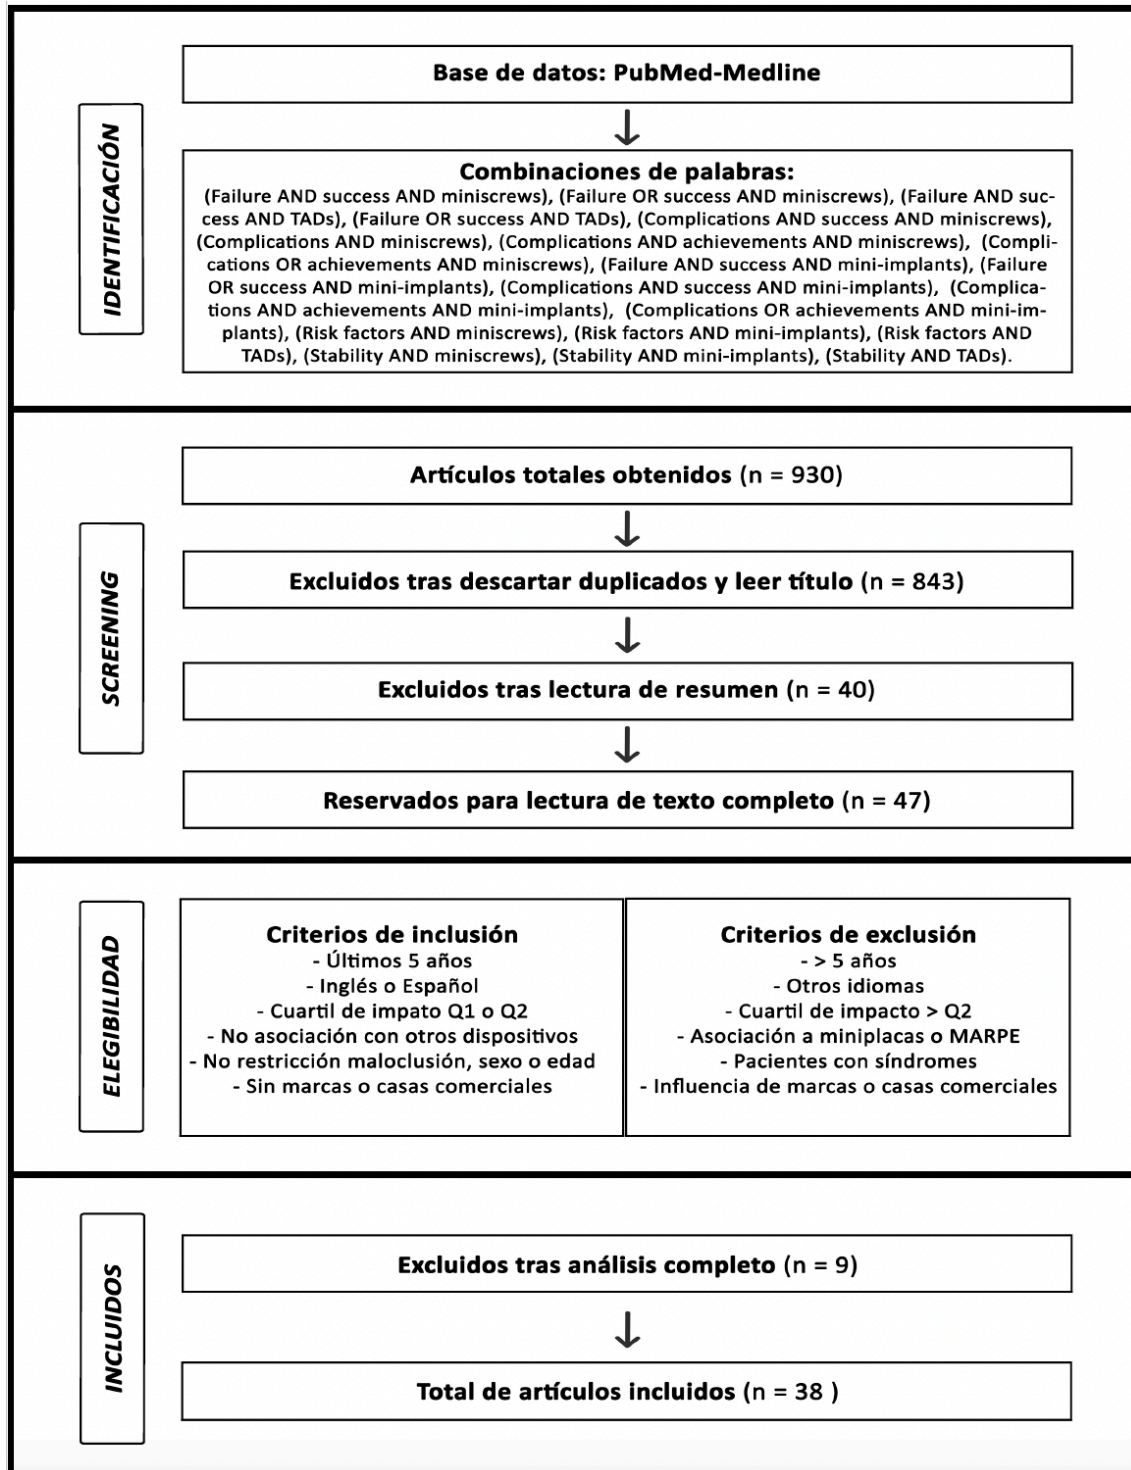 IDENTIFICACIÓN
Base de datos: PubMed-Medline
Combinaciones de palabras:
(Failure AND success AND miniscrews), (Failure OR success AND miniscrews), (Failure AND suc-
cess AND TADs), (Failure OR success AND TADs), (Complications AND success AND miniscrews),
(Complications AND miniscrews), (Complications AND achievements AND miniscrews), (Compli-
cations OR achievements AND miniscrews), (Failure AND success AND mini-implants), (Failure
OR success AND mini-implants), (Complications AND success AND mini-implants), (Complica-
tions AND achievements AND mini-implants), (Complications OR achievements AND mini-im-
plants), (Risk factors AND miniscrews), (Risk factors AND mini-implants), (Risk factors AND
TADs), (Stability AND miniscrews), (Stability AND mini-implants), (Stability AND TADs).
SCREENING
Artículos totales obtenidos (n = 930)
Excluidos tras descartar duplicados y leer título (n = 843)
Excluidos tras lectura de resumen (n = 40)
Reservados para lectura de texto completo (n = 47)
ELEGIBILIDAD
Criterios de inclusión
- Últimos 5 años
- Inglés o Español
- Cuartil de impato Q1 o Q2
- No asociación con otros dispositivos
- No restricción maloclusión, sexo o edad
- Sin marcas o casas comerciales
Criterios de exclusión
- > 5 años
- Otros idiomas
- Cuartil de impacto > Q2
- Asociación a miniplacas o MARPE
- Pacientes con síndromes
- Influencia de marcas o casas comerciales
INCLUIDOS
Excluidos tras análisis completo (n = 9)
Total de artículos incluidos (n = 38 )